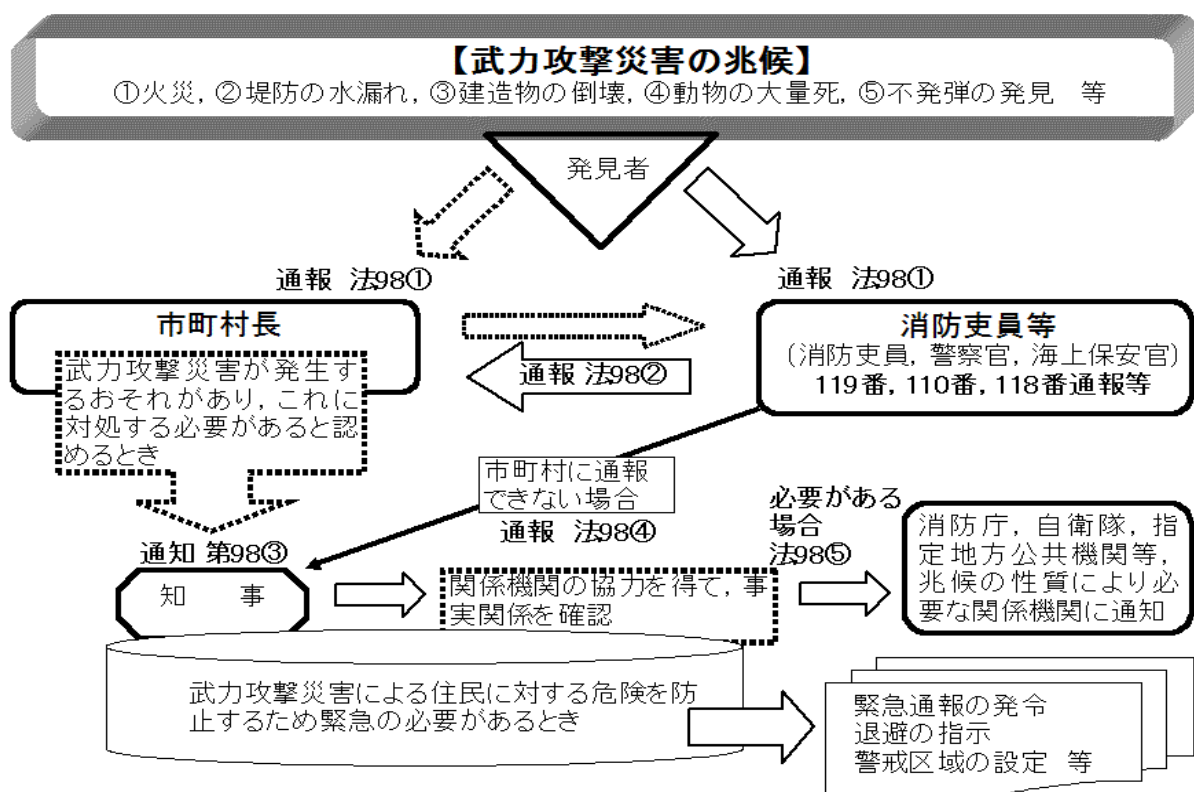 【武力攻撃災害の兆候】
①火災，②堤防の水漏れ，③建造物の倒壊，④動物の大量死，⑤不発弾の発見　等
発見者
通報 法98①
通報 法98①
市町村長
武力攻撃災害が発生す
るおそれがあり，これに
対処する必要があると認
めるとき
通報 法98②
消防吏員等
（消防吏員，警察官，海上保安官）
119番，110番，118番通報等
市町村に通報
できない場合
通報 法98④
通知 第98③
知　事
関係機関の協力を得て，事
実関係を確認
必要がある
場合
法98⑤
消防庁，自衛隊，指
定地方公共機関等，
兆候の性質により必
要な関係機関に通知
武力攻撃災害による住民に対する危険を防
止するため緊急の必要があるとき
緊急通報の発令
退避の指示
警戒区域の設定　等